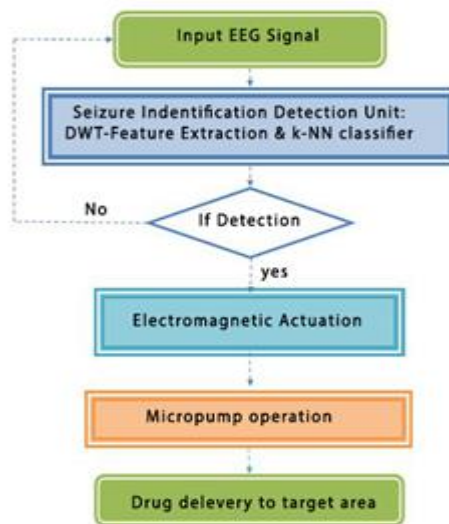 Input EEG Signal
Seizure Indentification Detection Unit:
DWT-Feature Extraction & k-NN classifier
If Detection
No
yes
Electromagnetic Actuation
Micropump operation
Drug delevery to target area